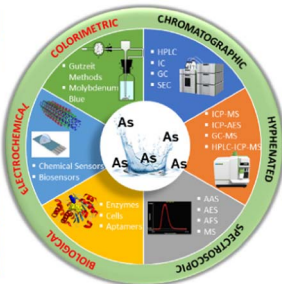 COLORIMETRIC
• Gutzeit
Methods
• Molybdenum
Blue
CHROMATOGRAPHIC
• HPLC
• IC
• GC
• SEC
HYPHENATED
• ICP-MS
• ICP-AES
• GC-MS
• HPLC-ICP-MS
SPECTROSCOPIC
• AAS
• AES
• AFS
• MS
BIOLOGICAL
• Enzymes
• Cells
• Aptamers
ELECTROCHEMICAL
• Chemical Sensors
• Biosensors
As
As
As
As
As